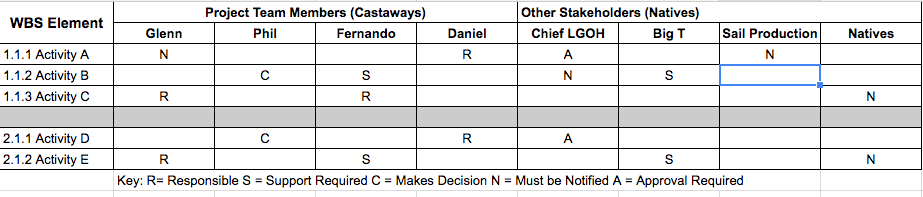 WBS Element Project Team Members (Castaways) Other Stakeholders (Natives)
Glenn Phil Fernando Daniel Chief LGOH Big T Sail Production Natives
1.1.1 Activity A N R A N
1.1.2 Activity B C S N S
1.1.3 Activity C R R N
2.1.1 Activity D C R A
2.1.2 Activity E R S S N
Key: R= Responsible S = Support Required C = Makes Decision N = Must be Notified A = Approval Required